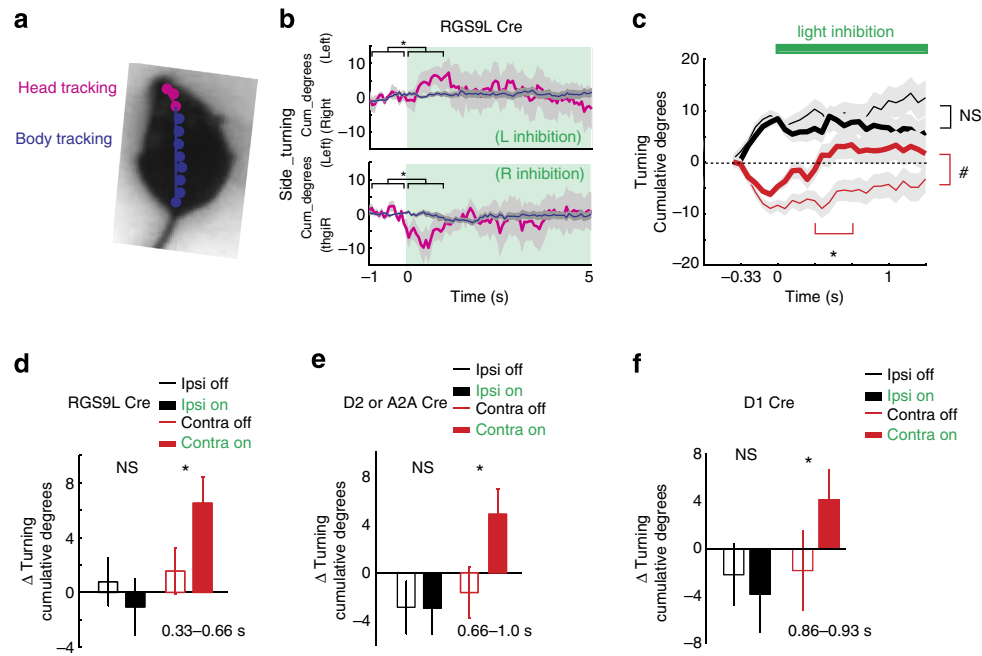 a
Head tracking
Body tracking
b
RGS9L Cre
Side_turning
Cum_degrees
(Right
(Left)
10
0
−10
*
(L inhibition)
Cum_degrees
(thgiR
(Left)
10
0
−10
*
(R inhibition)
−1
0
5
Time (s)
c
light inhibition
Turning
Cumulative degrees
20
10
0
−10
−20
NS
#
*
−0.33
0
1
Time (s)
d
RGS9L Cre
Ipsi off
Ipsi on
Contra off
Contra on
Δ Turning
cumulative degrees
8
4
0
−4
NS
*
0.33–0.66 s
e
D2 or A2A Cre
Ipsi off
Ipsi on
Contra off
Contra on
Δ Turning
cumulative degrees
8
4
0
−4
NS
*
0.66–1.0 s
f
D1 Cre
Ipsi off
Ipsi on
Contra off
Contra on
Δ Turning
cumulative degrees
8
4
0
−4
−8
NS
*
0.86–0.93 s